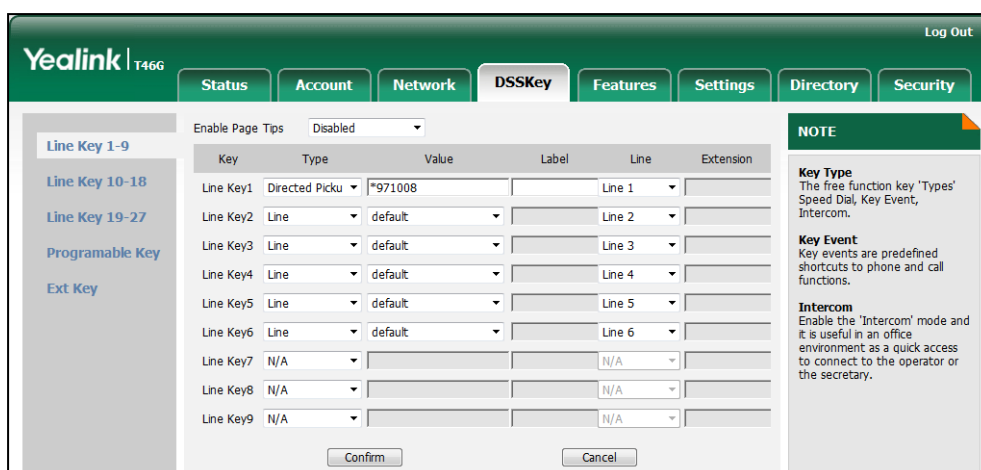 Log Out
Yealink T46G
Status Account Network DSSKey Features Settings Directory Security
Line Key 1-9
Line Key 10-18
Line Key 19-27
Programable Key
Ext Key
Enable Page Tips Disabled
Key Type Value Label Line Extension
Line Key1 Directed Picku *971008 Line 1
Line Key2 Line default Line 2
Line Key3 Line default Line 3
Line Key4 Line default Line 4
Line Key5 Line default Line 5
Line Key6 Line default Line 6
Line Key7 N/A N/A
Line Key8 N/A N/A
Line Key9 N/A N/A
Confirm Cancel
NOTE
Key Type
The free function key 'Types'
Speed Dial, Key Event,
Intercom.
Key Event
Key events are predefined
shortcuts to phone and call
functions.
Intercom
Enable the 'Intercom' mode and
it is useful in an office
environment as a quick access
to connect to the operator or
the secretary.